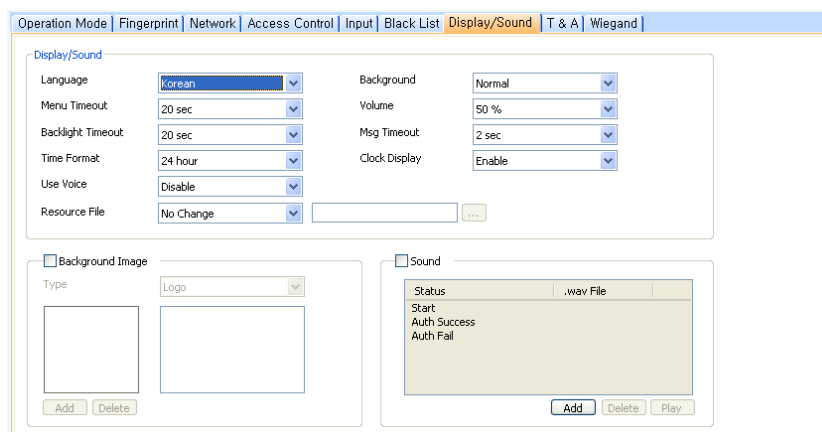 Operation Mode Fingerprint Network Access Control Input Black List Display/Sound T & A Wiegand
Display/Sound
Language Korean Background Normal
Menu Timeout 20 sec Volume 50 %
Backlight Timeout 20 sec Msg Timeout 2 sec
Time Format 24 hour Clock Display Enable
Use Voice Disable
Resource File No Change ...
Background Image
Type Logo
Add Delete
Sound
Status .wav File
Start
Auth Success
Auth Fail
Add Delete Play